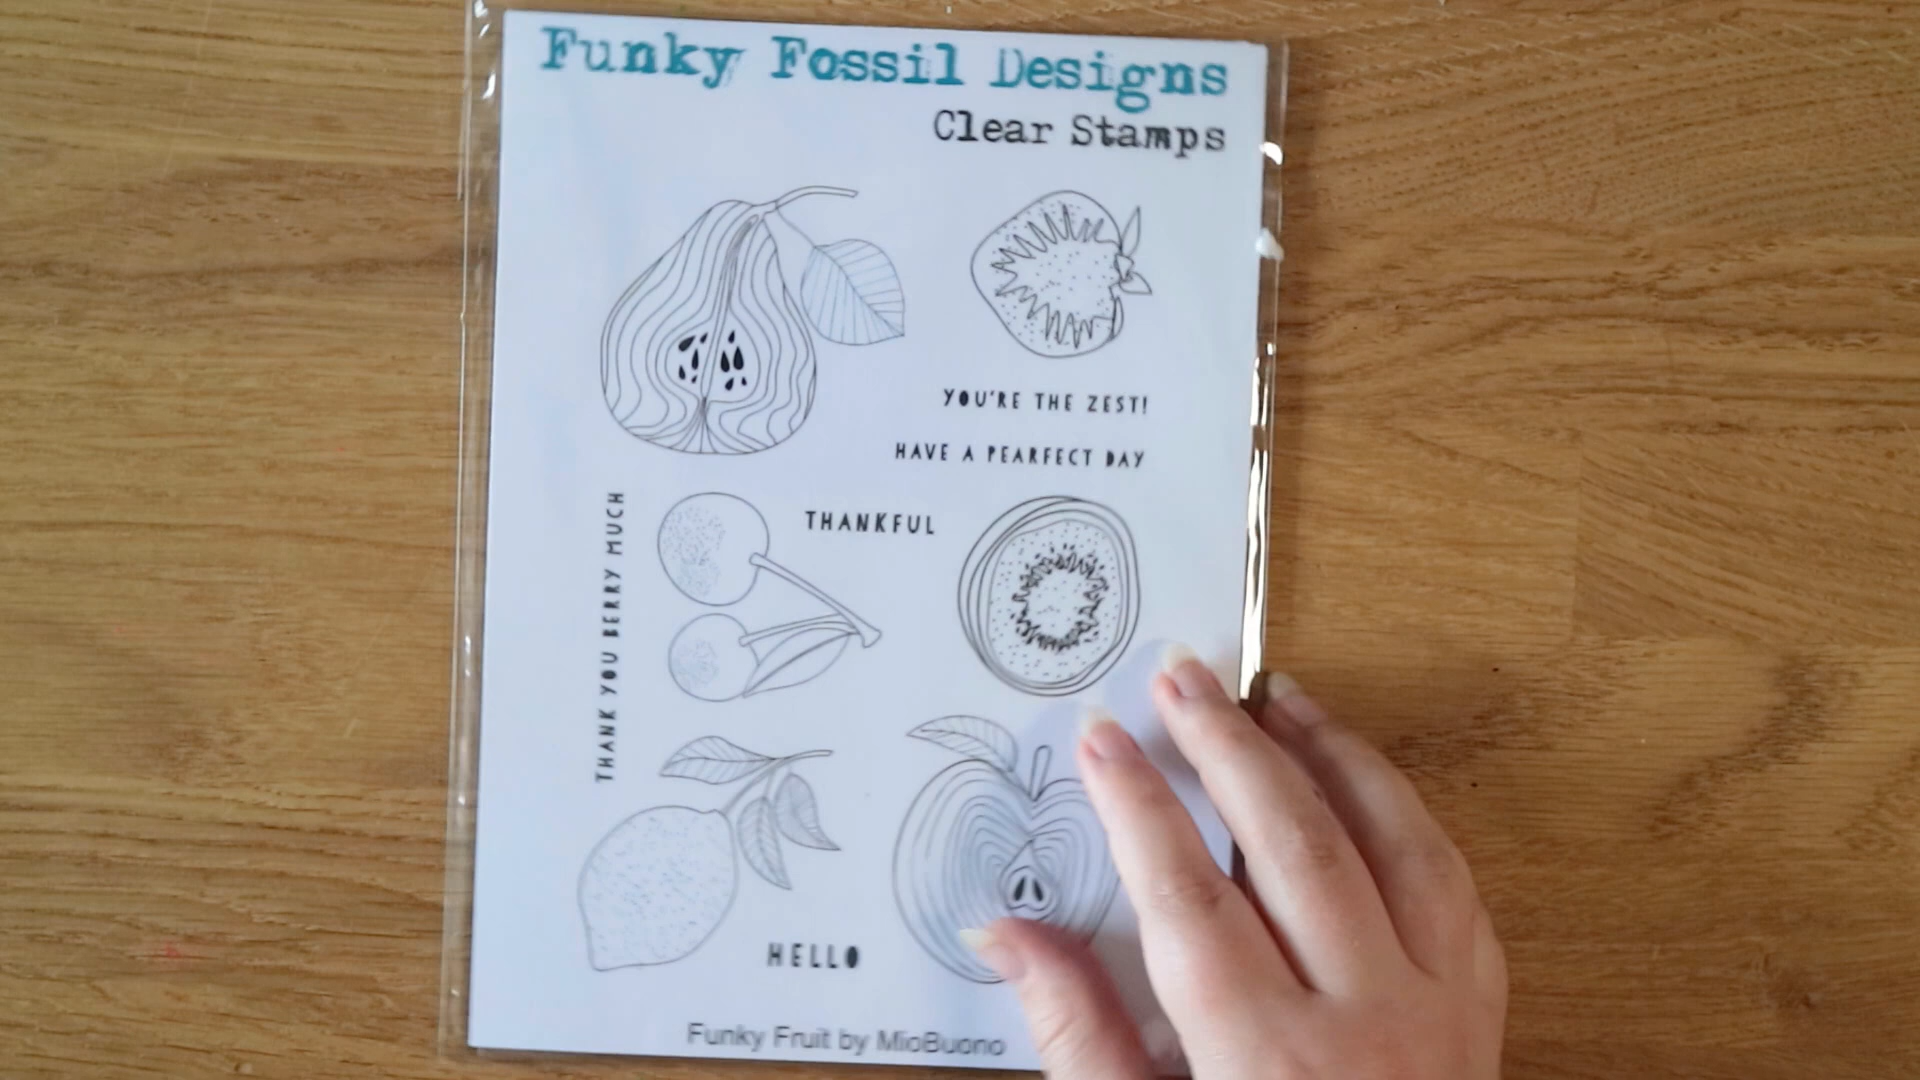 Funky Fossil Designs
Clear Stamps
YOU'RE THE ZEST!
HAVE A PEARFECT DAY
THANKFUL
THANK YOU BERRY MUCH
HELLO
Funky Fruit by MioBuono